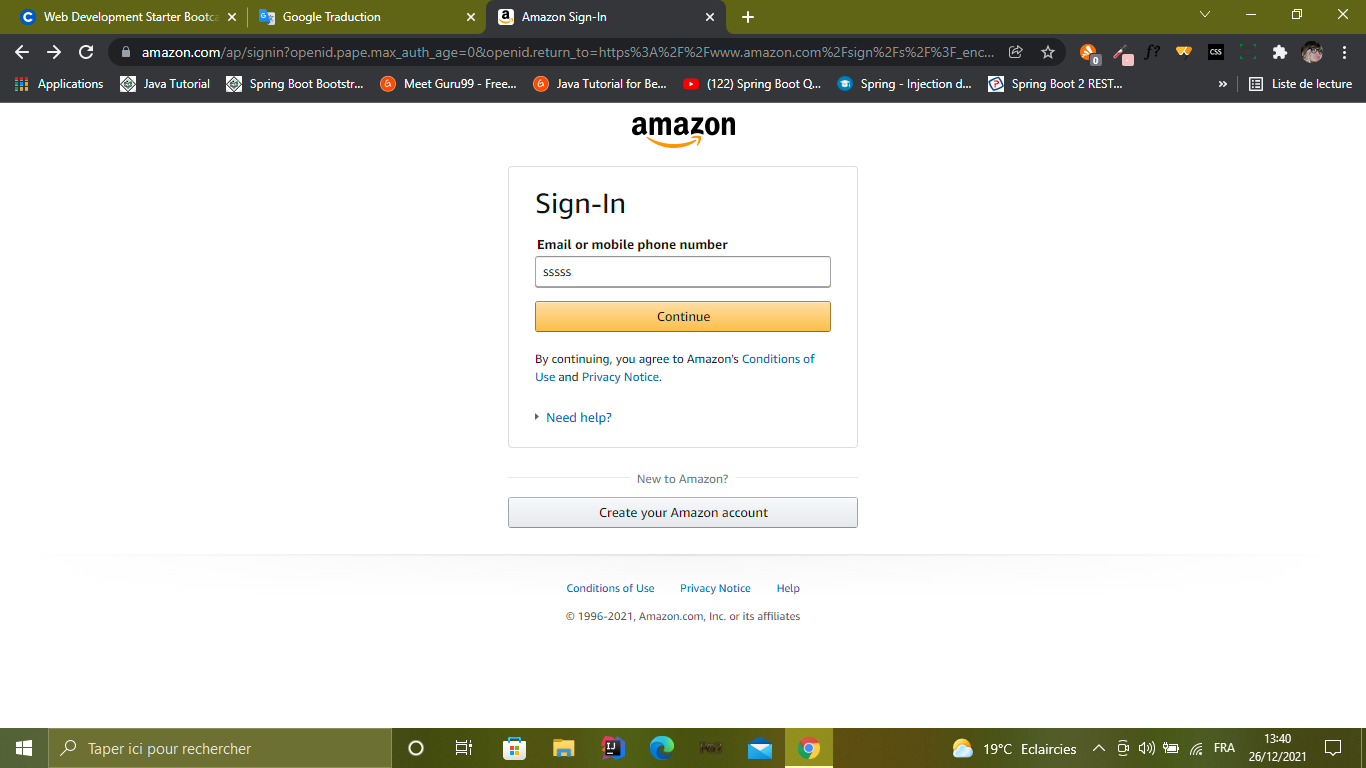 Web Development Starter Bootca
Google Traduction
Amazon Sign-In
amazon.com/ap/signin?openid.pape.max_auth_age=0&openid.return_to=https%3A%2F%2Fwww.amazon.com%2Fsign%2Fs%2F%3F_enc...
0
f?
CSS
Applications
Java Tutorial
Spring Boot Bootstr...
Meet Guru99 - Free...
Java Tutorial for Be...
(122) Spring Boot Q...
Spring - Injection d...
Spring Boot 2 REST...
»
Liste de lecture
amazon
Sign-In
Email or mobile phone number
sssss
Continue
By continuing, you agree to Amazon's Conditions of
Use and Privacy Notice.
Need help?
New to Amazon?
Create your Amazon account
Conditions of Use Privacy Notice Help
© 1996-2021, Amazon.com, Inc. or its affiliates
Taper ici pour rechercher
19°C Eclaircies
FRA
13:40
26/12/2021